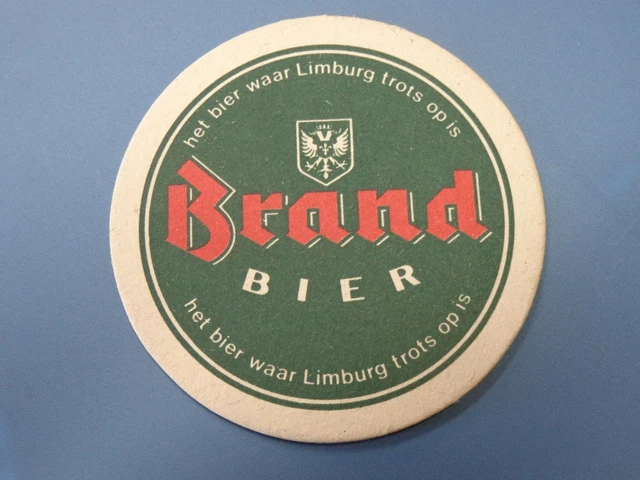 het bier waar Limburg trots op is
Brand
BIER
het bier waar Limburg trots op is